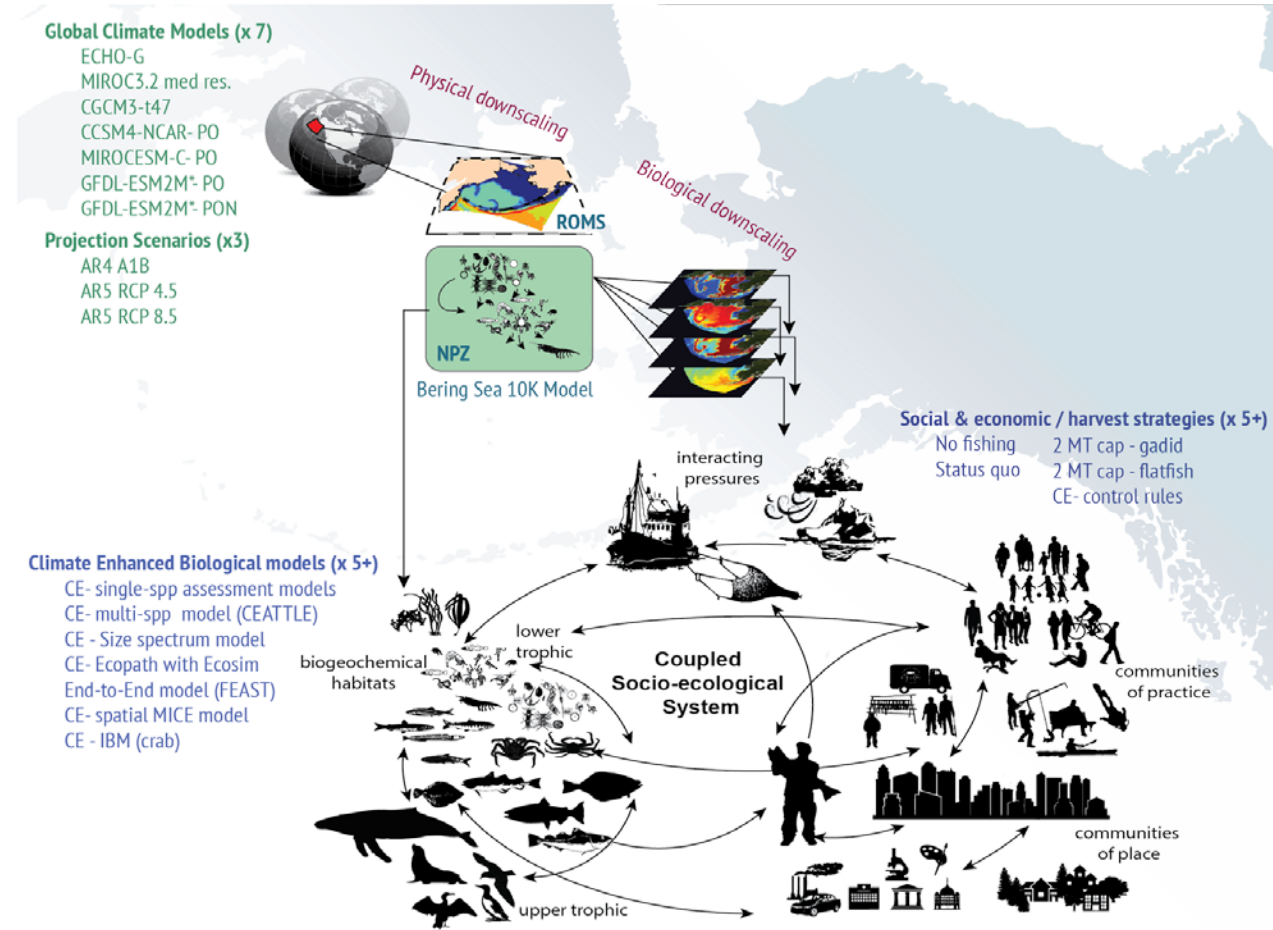 Global Climate Models (x 7)
ECHO-G
MIROC3.2 med res.
CGCM3-t47
CCSM4-NCAR- PO
MIROCESM-C- PO
GFDL-ESM2M*- PO
GFDL-ESM2M*- PON
Projection Scenarios (x3)
AR4 A1B
AR5 RCP 4.5
AR5 RCP 8.5
Physical downscaling
ROMS
Biological downscaling
NPZ
Bering Sea 10K Model
Social & economic / harvest strategies (x 5+)
No fishing
Status quo
2 MT cap - gadid
2 MT cap - flatfish
CE- control rules
interacting
pressures
Climate Enhanced Biological models (x 5+)
CE- single-spp assessment models
CE- multi-spp model (CEATTLE)
CE - Size spectrum model
CE- Ecopath with Ecosim
End-to-End model (FEAST)
CE- spatial MICE model
CE - IBM (crab)
lower
trophic
biogeochemical
habitats
Coupled
Socio-ecological
System
communities
of practice
communities
of place
upper trophic